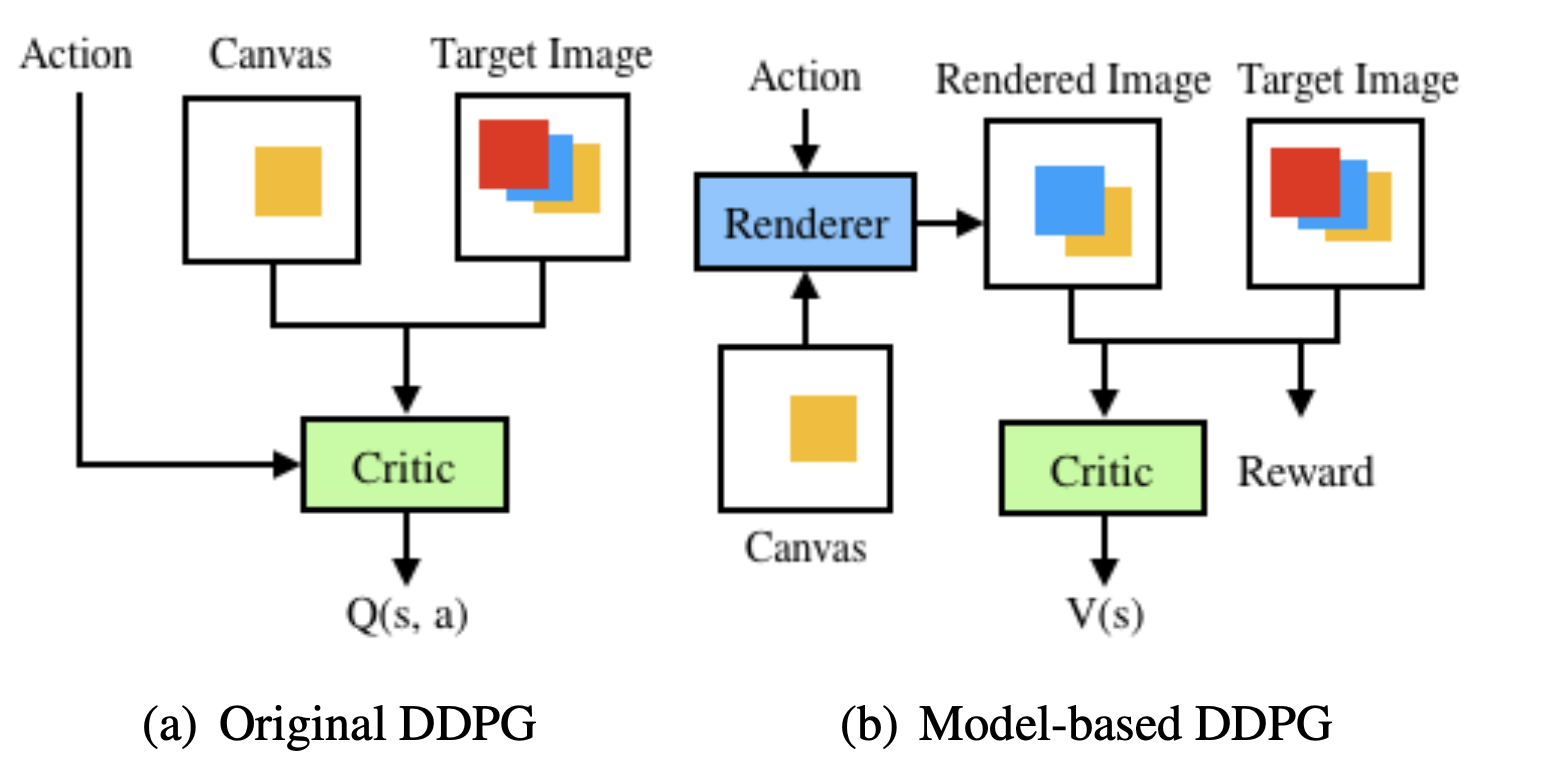 Action
Canvas
Target Image
Critic
Q(s, a)
(a) Original DDPG
Action
Rendered Image
Target Image
Renderer
Canvas
Critic
Reward
V(s)
(b) Model-based DDPG